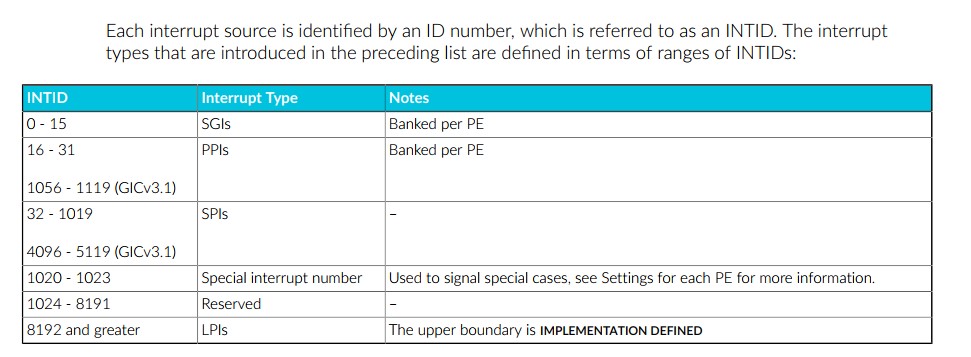 Each interrupt source is identified by an ID number, which is referred to as an INTID. The interrupt
types that are introduced in the preceding list are defined in terms of ranges of INTIDs:
INTID Interrupt Type Notes
0 - 15 SGIs Banked per PE
16 - 31 PPIs Banked per PE
1056 - 1119 (GICv3.1)
32 - 1019 SPIs –
4096 - 5119 (GICv3.1)
1020 - 1023 Special interrupt number Used to signal special cases, see Settings for each PE for more information.
1024 - 8191 Reserved –
8192 and greater LPIs The upper boundary is IMPLEMENTATION DEFINED